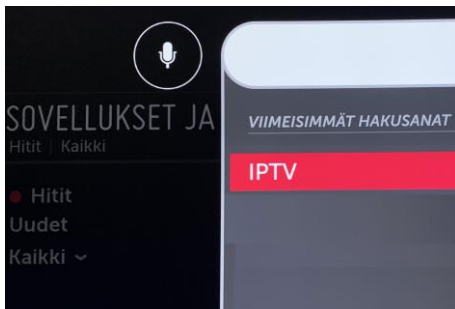 SOVELLUKSET JA
Hitit | Kaikki
Hitit
Uudet
Kaikki
VIIMEISIMMÄT HAKUSANAT
IPTV